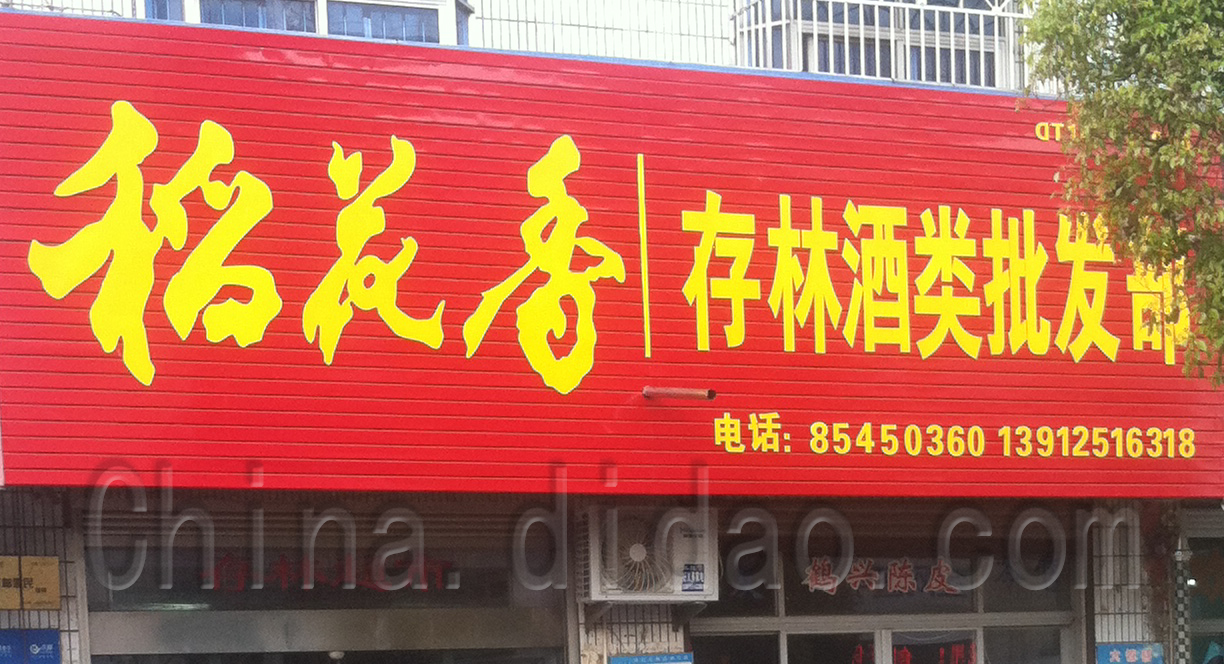 稻花香
存林酒类批发部
电话: 85450360 13912516318
China.didao.com
鹤兴陈皮